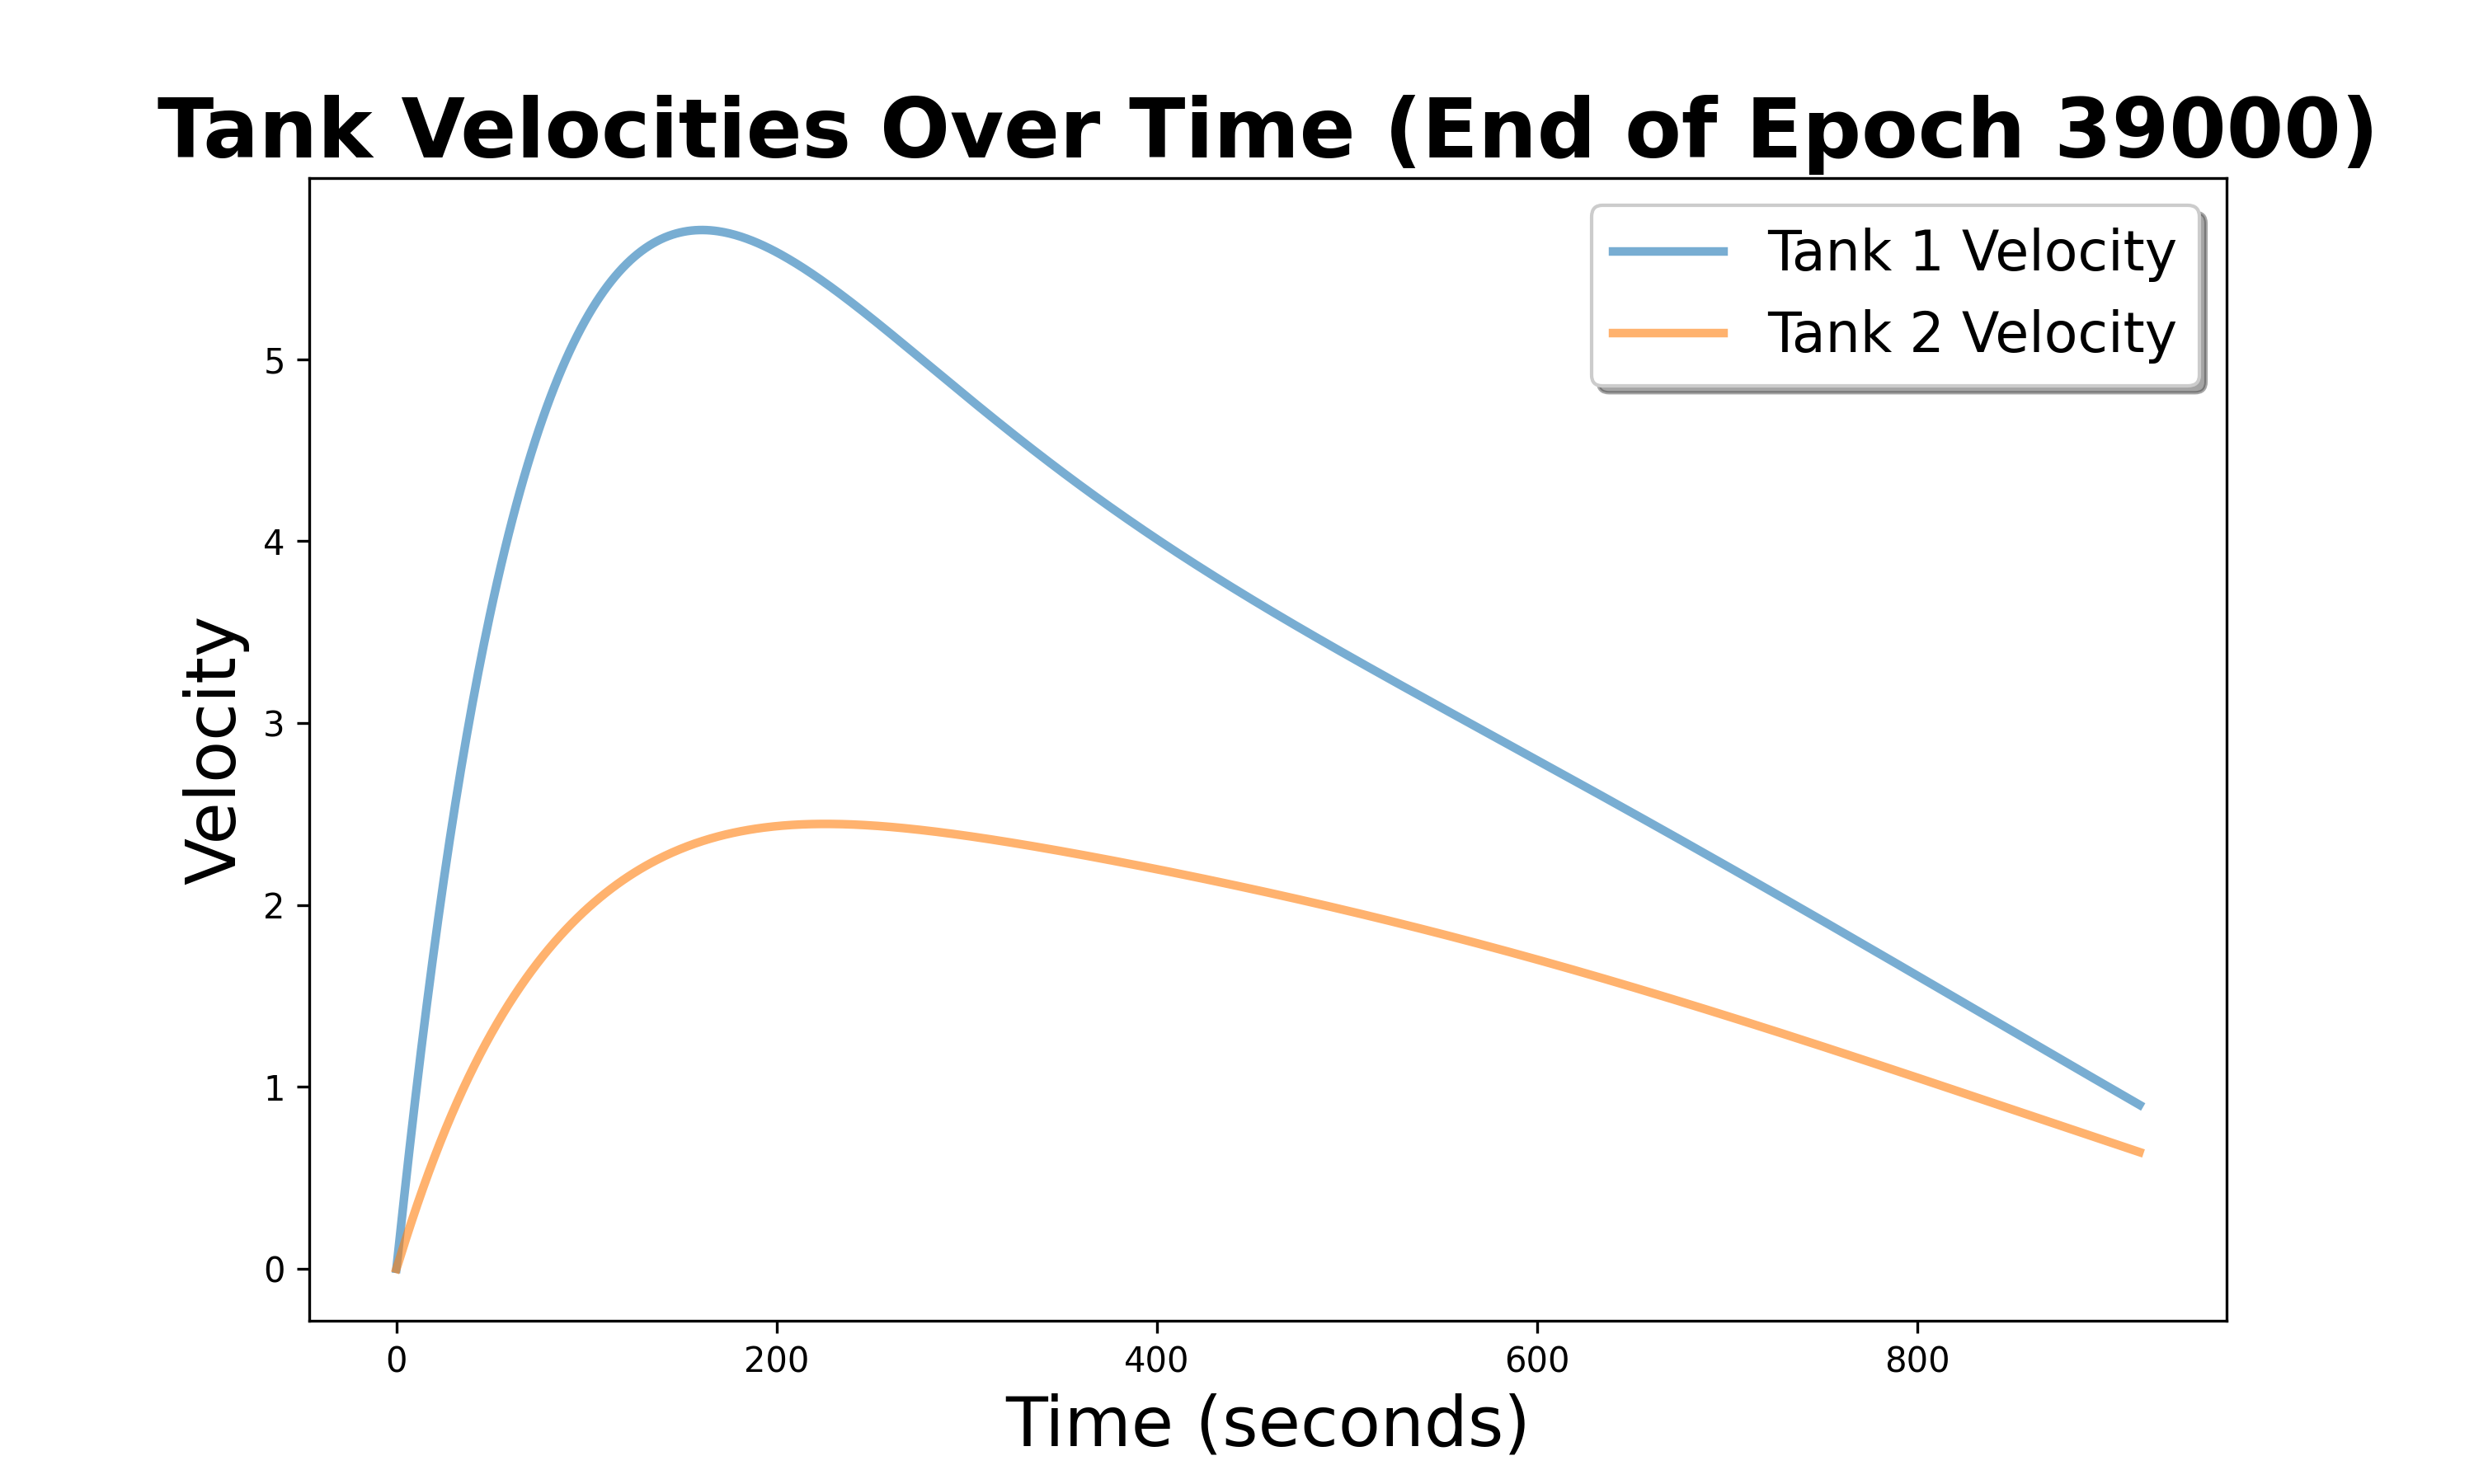 Tank Velocities Over Time (End of Epoch 39000)
Tank 1 Velocity
Tank 2 Velocity
Velocity
5
4
3
2
1
0
0 200 400 600 800
Time (seconds)